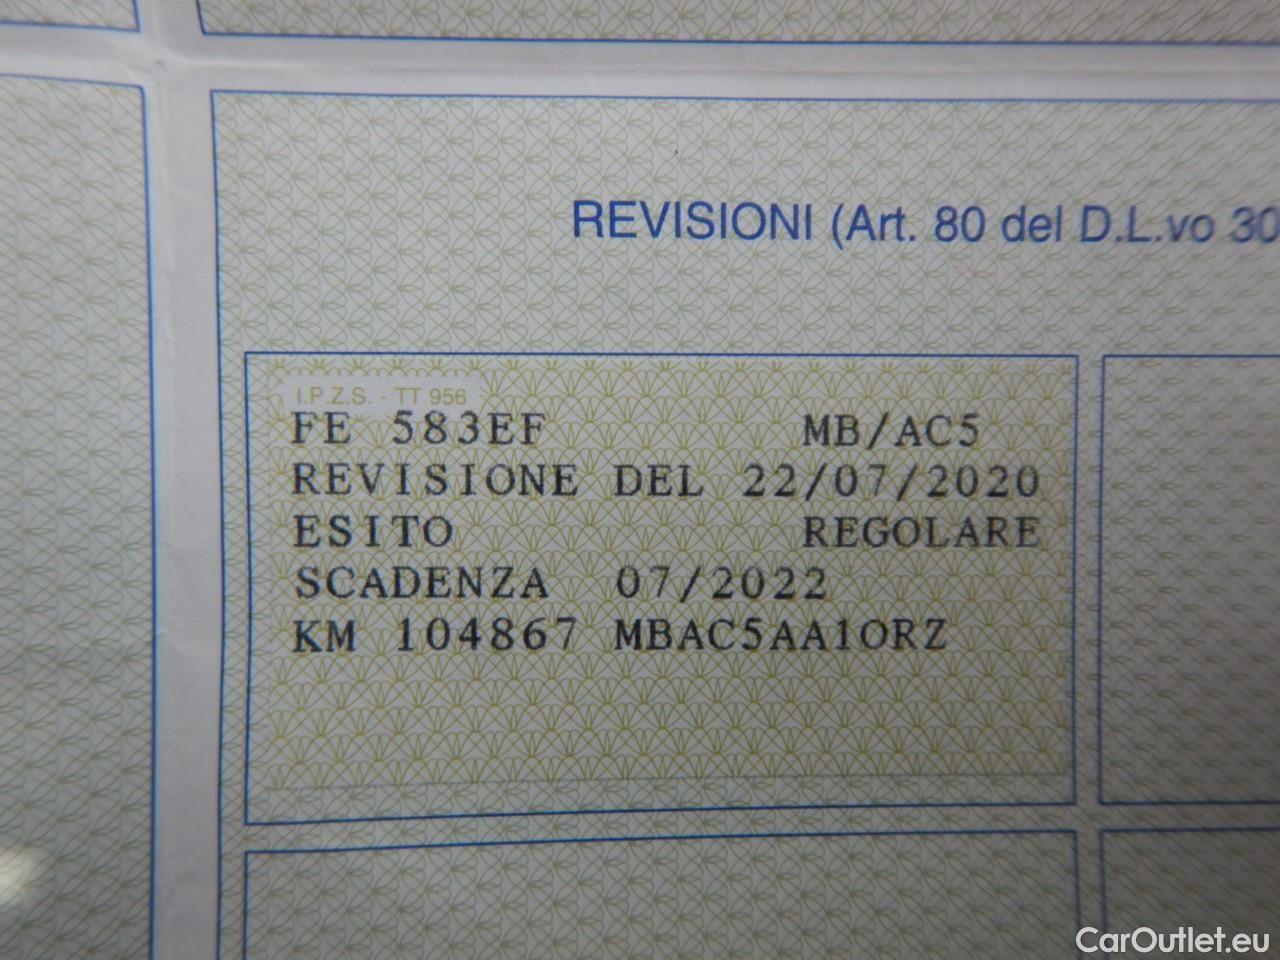 REVISIONI (Art. 80 del D.L.vo 30
I.P.Z.S. - TT 956
FE 583EF MB/AC5
REVISIONE DEL 22/07/2020
ESITO REGOLARE
SCADENZA 07/2022
KM 104867 MBAC5AA1ORZ
CarOutlet.eu